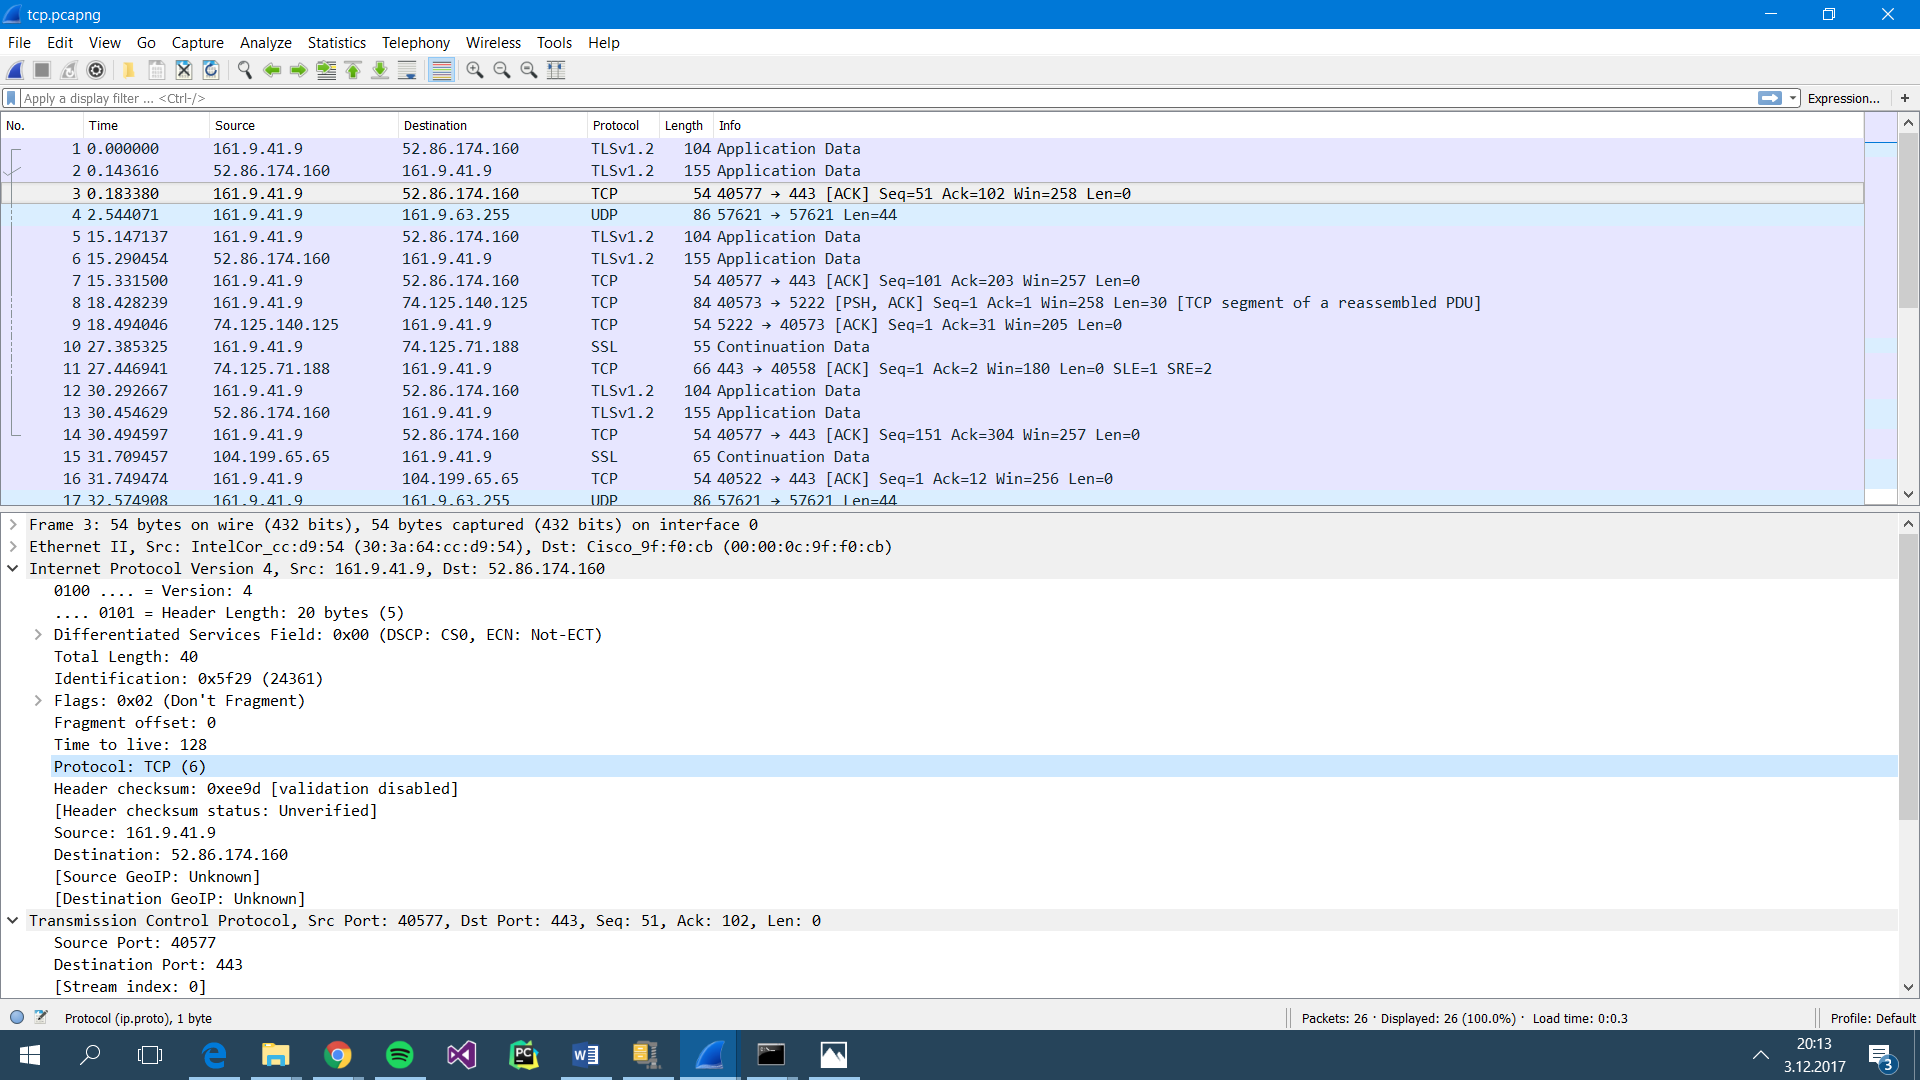 tcp.pcapng
File Edit View Go Capture Analyze Statistics Telephony Wireless Tools Help
Apply a display filter ... <Ctrl-/> Expression... +
No. Time Source Destination Protocol Length Info
1 0.000000 161.9.41.9 52.86.174.160 TLSv1.2 104 Application Data
2 0.143616 52.86.174.160 161.9.41.9 TLSv1.2 155 Application Data
3 0.183380 161.9.41.9 52.86.174.160 TCP 54 40577 → 443 [ACK] Seq=51 Ack=102 Win=258 Len=0
4 2.544071 161.9.41.9 161.9.63.255 UDP 86 57621 → 57621 Len=44
5 15.147137 161.9.41.9 52.86.174.160 TLSv1.2 104 Application Data
6 15.290454 52.86.174.160 161.9.41.9 TLSv1.2 155 Application Data
7 15.331500 161.9.41.9 52.86.174.160 TCP 54 40577 → 443 [ACK] Seq=101 Ack=203 Win=257 Len=0
8 18.428239 161.9.41.9 74.125.140.125 TCP 84 40573 → 5222 [PSH, ACK] Seq=1 Ack=1 Win=258 Len=30 [TCP segment of a reassembled PDU]
9 18.494046 74.125.140.125 161.9.41.9 TCP 54 5222 → 40573 [ACK] Seq=1 Ack=31 Win=205 Len=0
10 27.385325 161.9.41.9 74.125.71.188 SSL 55 Continuation Data
11 27.446941 74.125.71.188 161.9.41.9 TCP 66 443 → 40558 [ACK] Seq=1 Ack=2 Win=180 Len=0 SLE=1 SRE=2
12 30.292667 161.9.41.9 52.86.174.160 TLSv1.2 104 Application Data
13 30.454629 52.86.174.160 161.9.41.9 TLSv1.2 155 Application Data
14 30.494597 161.9.41.9 52.86.174.160 TCP 54 40577 → 443 [ACK] Seq=151 Ack=304 Win=257 Len=0
15 31.709457 104.199.65.65 161.9.41.9 SSL 65 Continuation Data
16 31.749474 161.9.41.9 104.199.65.65 TCP 54 40522 → 443 [ACK] Seq=1 Ack=12 Win=256 Len=0
17 32.574908 161.9.41.9 161.9.63.255 UDP 86 57621 → 57621 Len=44
Frame 3: 54 bytes on wire (432 bits), 54 bytes captured (432 bits) on interface 0
Ethernet II, Src: IntelCor_cc:d9:54 (30:3a:64:cc:d9:54), Dst: Cisco_9f:f0:cb (00:00:0c:9f:f0:cb)
Internet Protocol Version 4, Src: 161.9.41.9, Dst: 52.86.174.160
0100 .... = Version: 4
.... 0101 = Header Length: 20 bytes (5)
Differentiated Services Field: 0x00 (DSCP: CS0, ECN: Not-ECT)
Total Length: 40
Identification: 0x5f29 (24361)
Flags: 0x02 (Don't Fragment)
Fragment offset: 0
Time to live: 128
Protocol: TCP (6)
Header checksum: 0xee9d [validation disabled]
[Header checksum status: Unverified]
Source: 161.9.41.9
Destination: 52.86.174.160
[Source GeoIP: Unknown]
[Destination GeoIP: Unknown]
Transmission Control Protocol, Src Port: 40577, Dst Port: 443, Seq: 51, Ack: 102, Len: 0
Source Port: 40577
Destination Port: 443
[Stream index: 0]
Protocol (ip.proto), 1 byte Packets: 26 · Displayed: 26 (100.0%) · Load time: 0:0.3 Profile: Default
PC W 20:13
3.12.2017 3